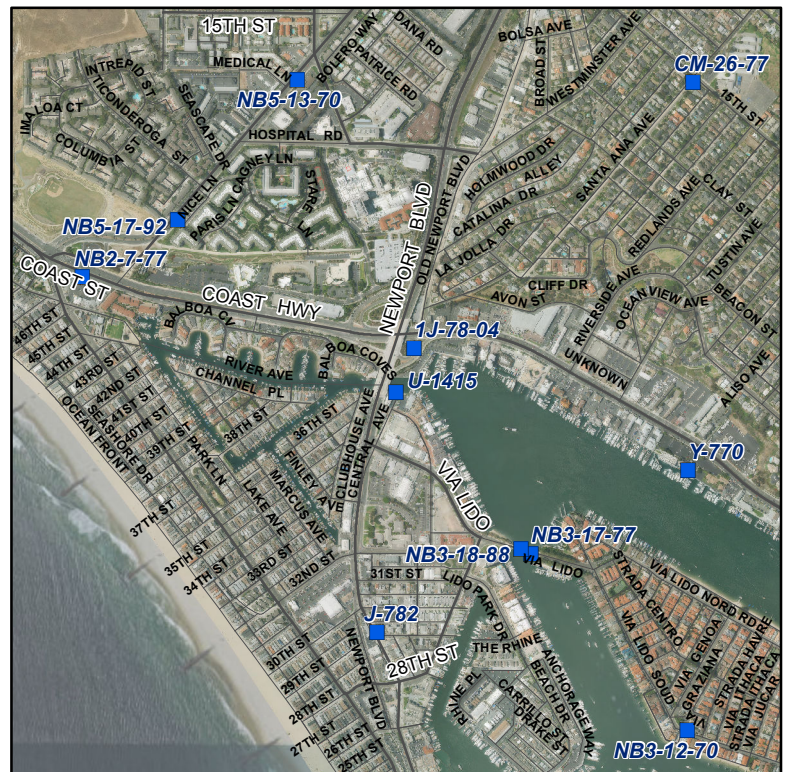 15TH ST
DANA RD
BOLSA AVE
MEDICAL LN
BOLERO WAY
PATRICE RD
BROAD ST
WESTMINSTER AVE
CM-26-77
INTREPID ST
NB5-13-70
15TH ST
IMA LOA CT
TICONDEROGA ST
SEASCAPE DR
COLUMBIA ST
HOSPITAL RD
HOLMWOOD DR
ALLEY
SANTA ANA AVE
CLAY ST
CAGNEY LN
STARE LN
NICE LN
PARIS LN
CATALINA DR
REDLANDS AVE
NB5-17-92
NEWPORT BLVD
OLD NEWPORT BLVD
LA JOLLA DR
TUSTIN AVE
NB2-7-77
COAST ST
COAST HWY
CLIFF DR
AVON ST
RIVERSIDE AVE
OCEAN VIEW AVE
BEACON ST
BALBOA CV
46TH ST
45TH ST
44TH ST
43RD ST
42ND ST
41ST ST
40TH ST
39TH ST
SEASHORE DR
OCEAN FRONT
1J-78-04
BALBOA COVES
RIVER AVE
CHANNEL PL
UNKNOWN
ALISO AVE
U-1415
38TH ST
36TH ST
PARK LN
CLUBHOUSE AVE
CENTRAL AVE
FINLEY AVE
MARCUS AVE
LAKE AVE
Y-770
VIA LIDO
37TH ST
35TH ST
34TH ST
33RD ST
32ND ST
NB3-17-77
NB3-18-88
VIA LIDO
31ST ST
LIDO PARK DR
STRADA CENTRO
VIA LIDO NORD RD
J-782
28TH ST
THE RHINE
VIA LIDO SOUD
VIA GENOA
GRAZIANA
VIA
STRADA HAVRE
VIA ITHACA
STRADA ITHACA
VIA JUCAR
30TH ST
29TH ST
28TH ST
27TH ST
26TH ST
25TH ST
NEWPORT BLVD
ANCHORAGE WAY
BEACH DR
CARRILLO ST
DRAKE ST
NB3-12-70